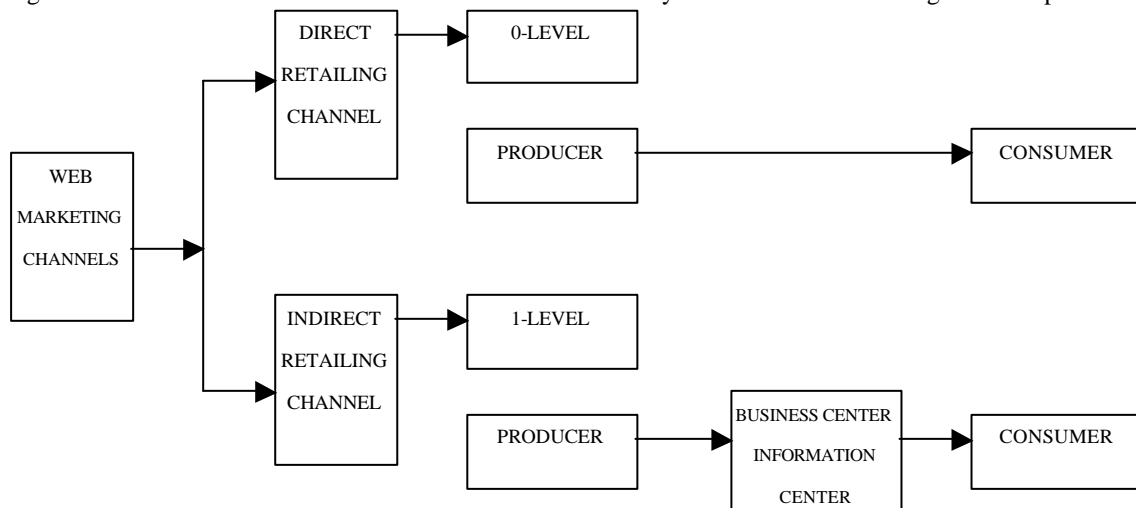 DIRECT
RETAILING
CHANNEL
0-LEVEL
PRODUCER
CONSUMER
WEB
MARKETING
CHANNELS
INDIRECT
RETAILING
CHANNEL
1-LEVEL
PRODUCER
BUSINESS CENTER
INFORMATION
CENTER
CONSUMER